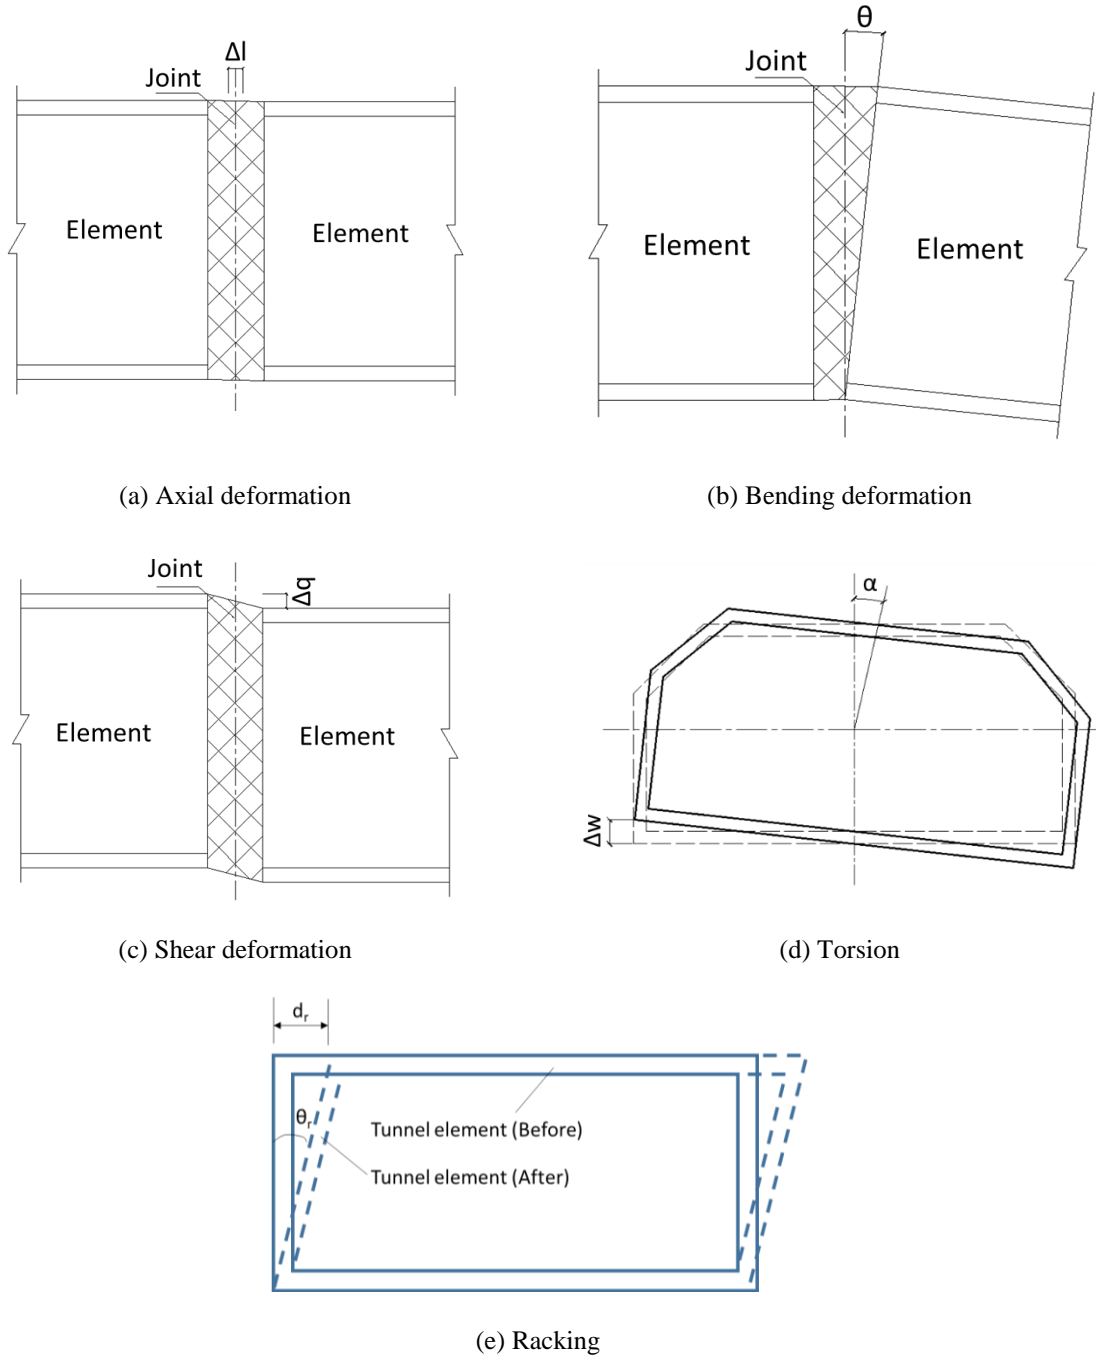 Δl
Joint
Element
Element
(a) Axial deformation
θ
Joint
Element
Element
(b) Bending deformation
Joint
Δq
Element
Element
(c) Shear deformation
α
Δw
(d) Torsion
dr
θr
Tunnel element (Before)
Tunnel element (After)
(e) Racking